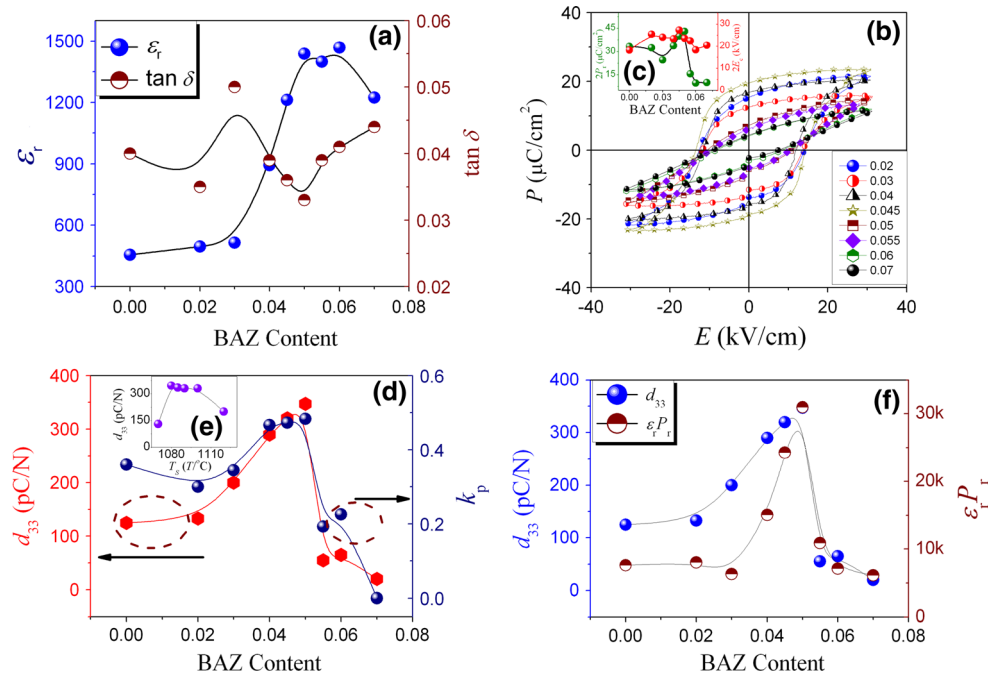 (a)
εr
tan δ
1500
1200
900
600
300
εr
0.06
0.05
0.04
0.03
0.02
tan δ
0.00 0.02 0.04 0.06 0.08
BAZ Content
(b)
40
20
0
-20
-40
P (μC/cm²)
-40 -20 0 20 40
E (kV/cm)
0.02
0.03
0.04
0.045
0.05
0.055
0.06
0.07
(c)
45
30
15
2Pr (μC/cm²)
40
30
20
10
0
2Ec (kV/cm)
0.00 0.03 0.06
BAZ Content
(d)
400
300
200
100
0
d33 (pC/N)
0.6
0.4
0.2
0.0
kp
0.00 0.02 0.04 0.06 0.08
BAZ Content
(e)
300
150
0
d33 (pC/N)
1080 1110
TS (T/°C)
(f)
d33
εrPr
400
300
200
100
0
d33 (pC/N)
30k
20k
10k
0
εrPr
0.00 0.02 0.04 0.06 0.08
BAZ Content